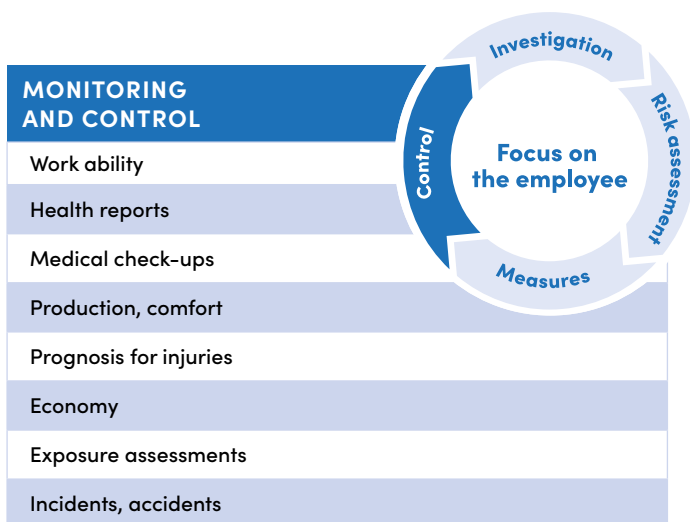 MONITORING
AND CONTROL
Work ability
Health reports
Medical check-ups
Production, comfort
Prognosis for injuries
Economy
Exposure assessments
Incidents, accidents
Investigation
Risk assessment
Measures
Control
Focus on
the employee